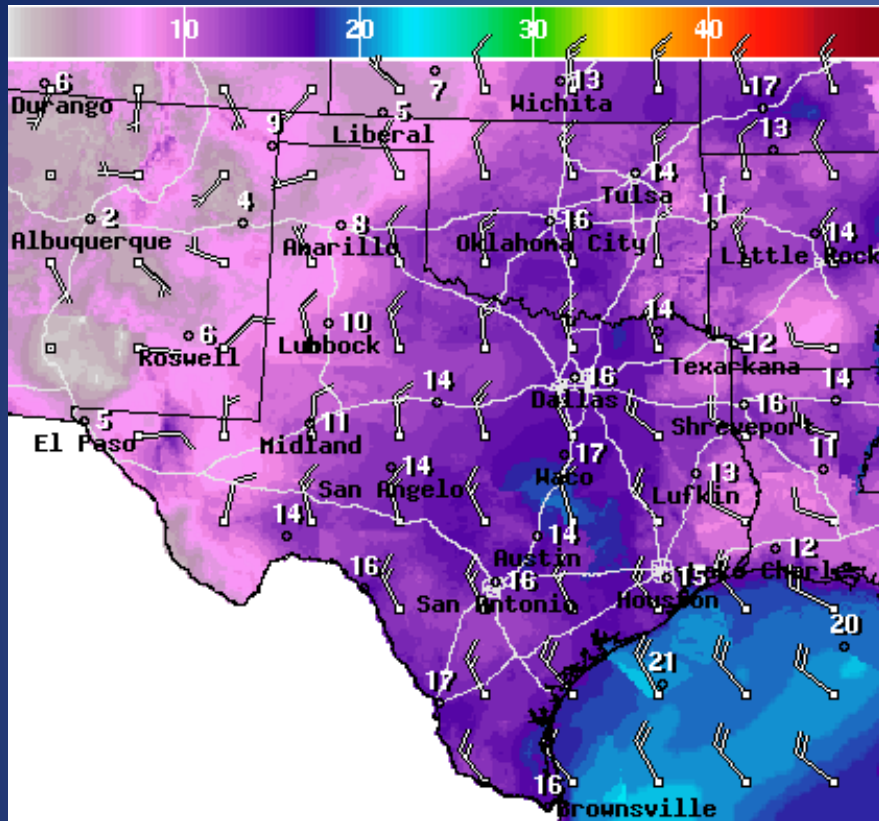 10 20 30 40
6 7 13 17
Durango Wichita
5
Liberal
9 13
14
Tulsa
2 4 8 16 11 14
Albuquerque Amarillo Oklahoma City Little Rock
6 10 14 12
Roswell Lubbock Texarkana
16
14 Dallas 16 14
5 11 Shreveport
El Paso Midland
14 17 13 11
San Angelo Waco Lufkin
14 14 12
Austin
16 16 15 Lake Charles
San Antonio Houston
20
21
17
16
Brownsville